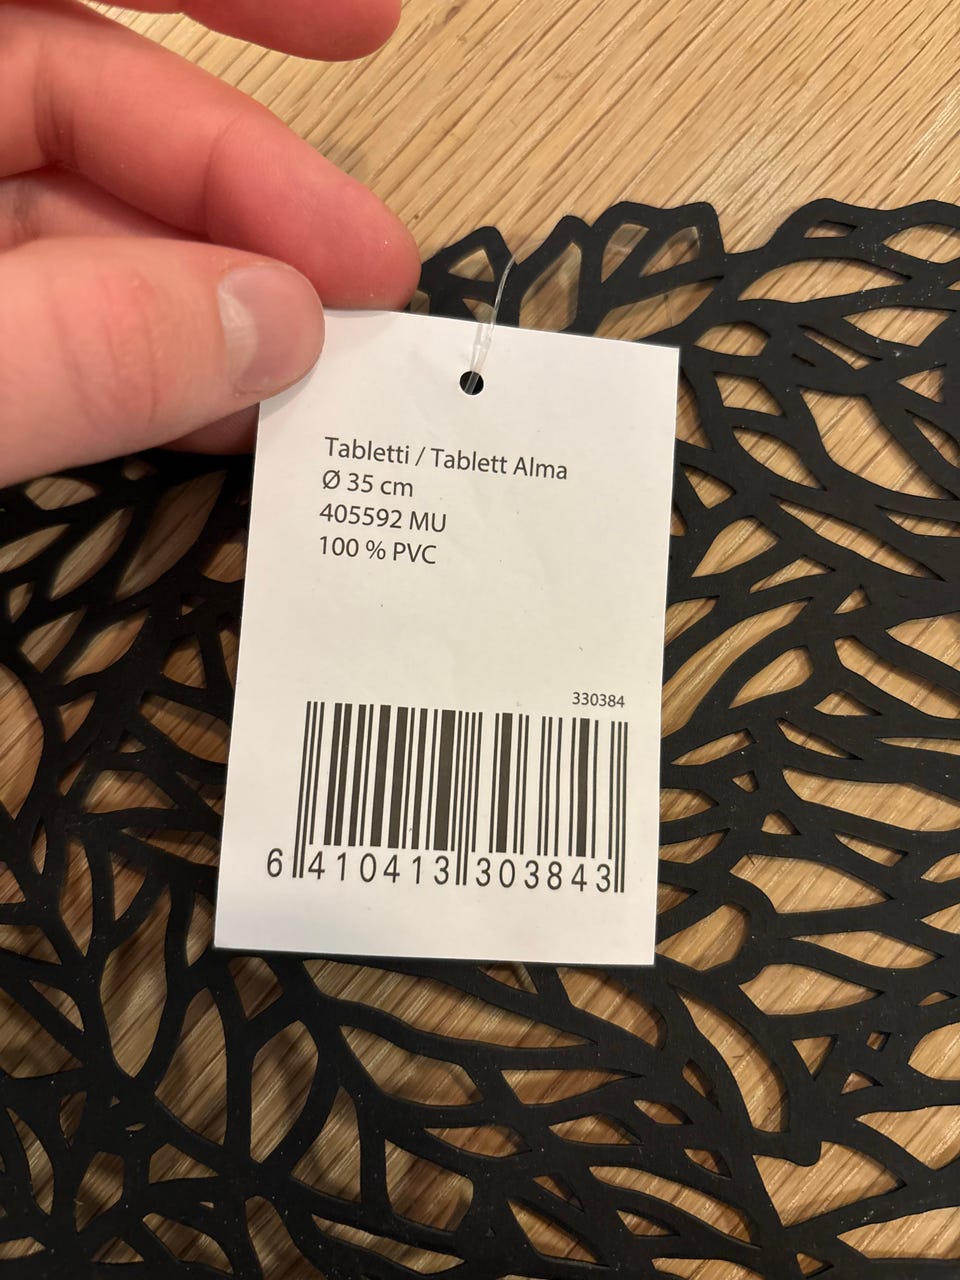 Tabletti / Tablett Alma
Ø 35 cm
405592 MU
100 % PVC
330384
6 410413 303843